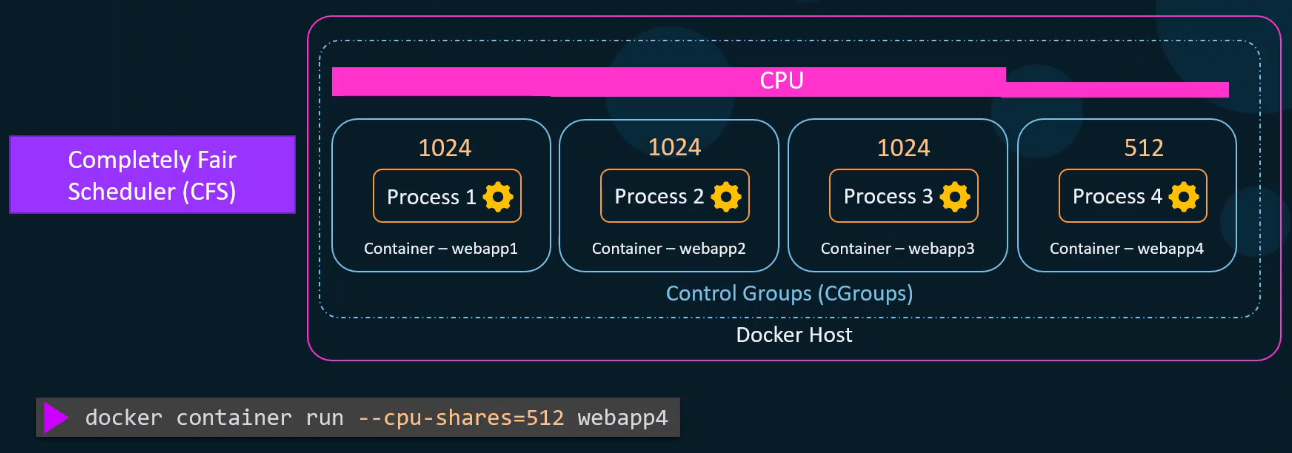 CPU
Completely Fair
Scheduler (CFS)
1024
1024
1024
512
Process 1
Process 2
Process 3
Process 4
Container – webapp1
Container – webapp2
Container – webapp3
Container – webapp4
Control Groups (CGroups)
Docker Host
docker container run --cpu-shares=512 webapp4